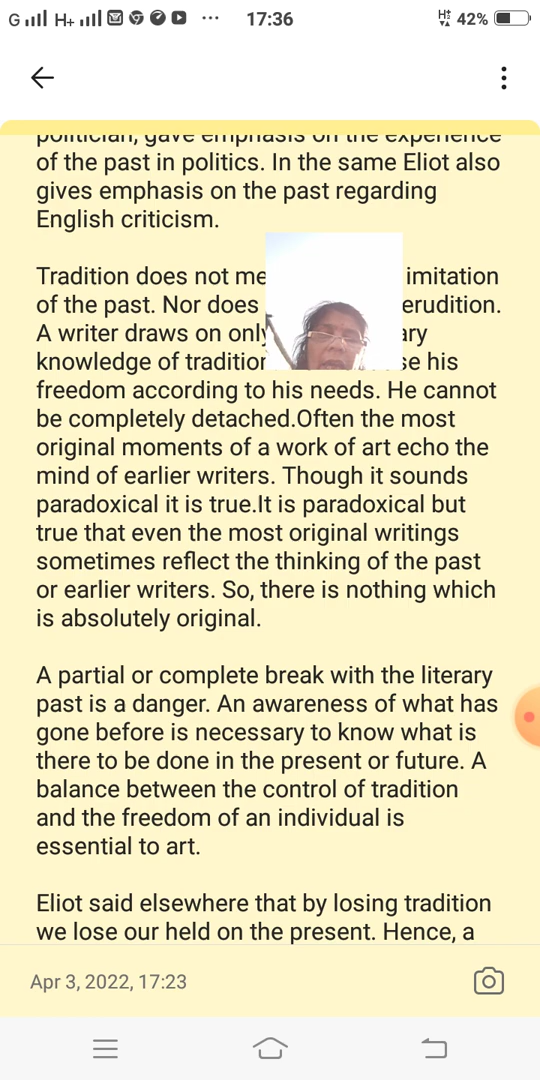 G H+ ... 17:36 42%
politician, gave emphasis on the experience
of the past in politics. In the same Eliot also
gives emphasis on the past regarding
English criticism.
Tradition does not imitation
of the past. Nor does erudition.
A writer draws on only
knowledge of his
freedom according to his needs. He cannot
be completely detached.Often the most
original moments of a work of art echo the
mind of earlier writers. Though it sounds
paradoxical it is true.It is paradoxical but
true that even the most original writings
sometimes reflect the thinking of the past
or earlier writers. So, there is nothing which
is absolutely original.
A partial or complete break with the literary
past is a danger. An awareness of what has
gone before is necessary to know what is
there to be done in the present or future. A
balance between the control of tradition
and the freedom of an individual is
essential to art.
Eliot said elsewhere that by losing tradition
we lose our held on the present. Hence, a
Apr 3, 2022, 17:23